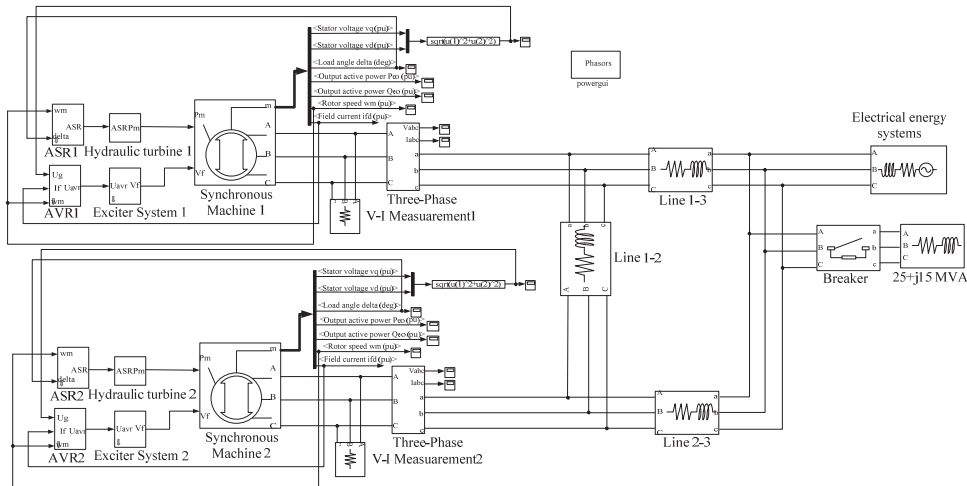 <Stator voltage vq(pu)>
<Stator voltage vd(pu)>
sqrt(u(1)^2+u(2)^2)
<Load angle delta (deg)>
<Output active power Peo (pu)>
<Output active power Qeo (pu)>
<Rotor speed wm (pu)>
<Field current ifd (pu)>
Phasors
powergui
wm
ASR
delta
ASR1
ASRPm
Hydraulic turbine 1
Pm
Vf
m
A
B
C
Synchronous
Machine 1
Ug
If Uavr
wm
AVR1
Uavr Vf
Exciter System 1
A
B
C
Vabc
Iabc
a
b
c
Three-Phase
V-I Measuarement1
A
B
C
a
b
c
Line 1-3
Electrical energy
systems
A
B
C
a
b
c
A
B
C
Line 1-2
A
B
C
a
b
c
Breaker
A
B
C
25+j15 MVA
<Stator voltage vq (pu)>
<Stator voltage vd (pu)>
sqrt(u(1)^2+u(2)^2)
<Load angle delta (deg)>
<Output active power Peo (pu)>
<Output active power Qeo (pu)>
<Rotor speed wm (pu)>
<Field current ifd (pu)>
wm
ASR
delta
ASR2
ASRPm
Hydraulic turbine 2
Pm
Vf
m
A
B
C
Synchronous
Machine 2
Ug
If Uavr
wm
AVR2
Uavr Vf
Exciter System 2
A
B
C
Vabc
Iabc
a
b
c
Three-Phase
V-I Measuarement2
A
B
C
a
b
c
Line 2-3